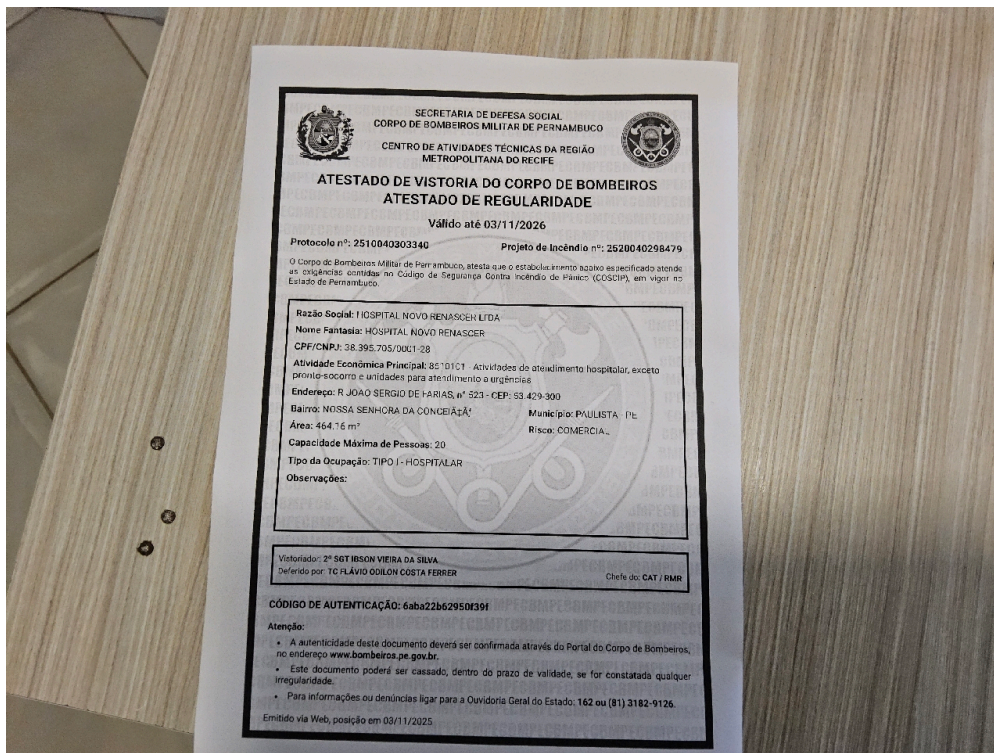 SECRETARIA DE DEFESA SOCIAL
CORPO DE BOMBEIROS MILITAR DE PERNAMBUCO
CENTRO DE ATIVIDADES TÉCNICAS DA REGIÃO
METROPOLITANA DO RECIFE
ATESTADO DE VISTORIA DO CORPO DE BOMBEIROS
ATESTADO DE REGULARIDADE
Válido até 03/11/2026
Protocolo nº: 2510040303340 Projeto de Incêndio nº: 2520040298479
O Corpo de Bombeiros Militar de Pernambuco, atesta que o estabelecimento abaixo especificado atende
as exigências contidas no Código de Segurança Contra Incêndio de Pânico (COSCIP), em vigor no
Estado de Pernambuco.
Razão Social: HOSPITAL NOVO RENASCER LTDA
Nome Fantasia: HOSPITAL NOVO RENASCER
CPF/CNPJ: 38.395.705/0001-28
Atividade Econômica Principal: 8610101 - Atividades de atendimento hospitalar, exceto
pronto-socorro e unidades para atendimento a urgências
Endereço: R JOAO SERGIO DE FARIAS, nº 523 - CEP: 53.429-300
Bairro: NOSSA SENHORA DA Município: PAULISTA - PE
Área: 464.76 m² Risco: COMERCIAL
Capacidade Máxima de Pessoas: 20
Tipo da Ocupação: TIPO I - HOSPITALAR
Observações:
Vistoriador: 2º SGT IBSON VIEIRA DA SILVA
Deferido por: TC FLÁVIO ODILON COSTA FERRER Chefe do: CAT / RMR
CÓDIGO DE AUTENTICAÇÃO: 6aba22b62950f39f
Atenção:
• A autenticidade deste documento deverá ser confirmada através do Portal do Corpo de Bombeiros,
no endereço www.bombeiros.pe.gov.br.
• Este documento poderá ser cassado, dentro do prazo de validade, se for constatada qualquer
irregularidade.
• Para informações ou denúncias ligar para a Ouvidoria Geral do Estado: 162 ou (81) 3182-9126.
Emitido via Web, posição em 03/11/2025